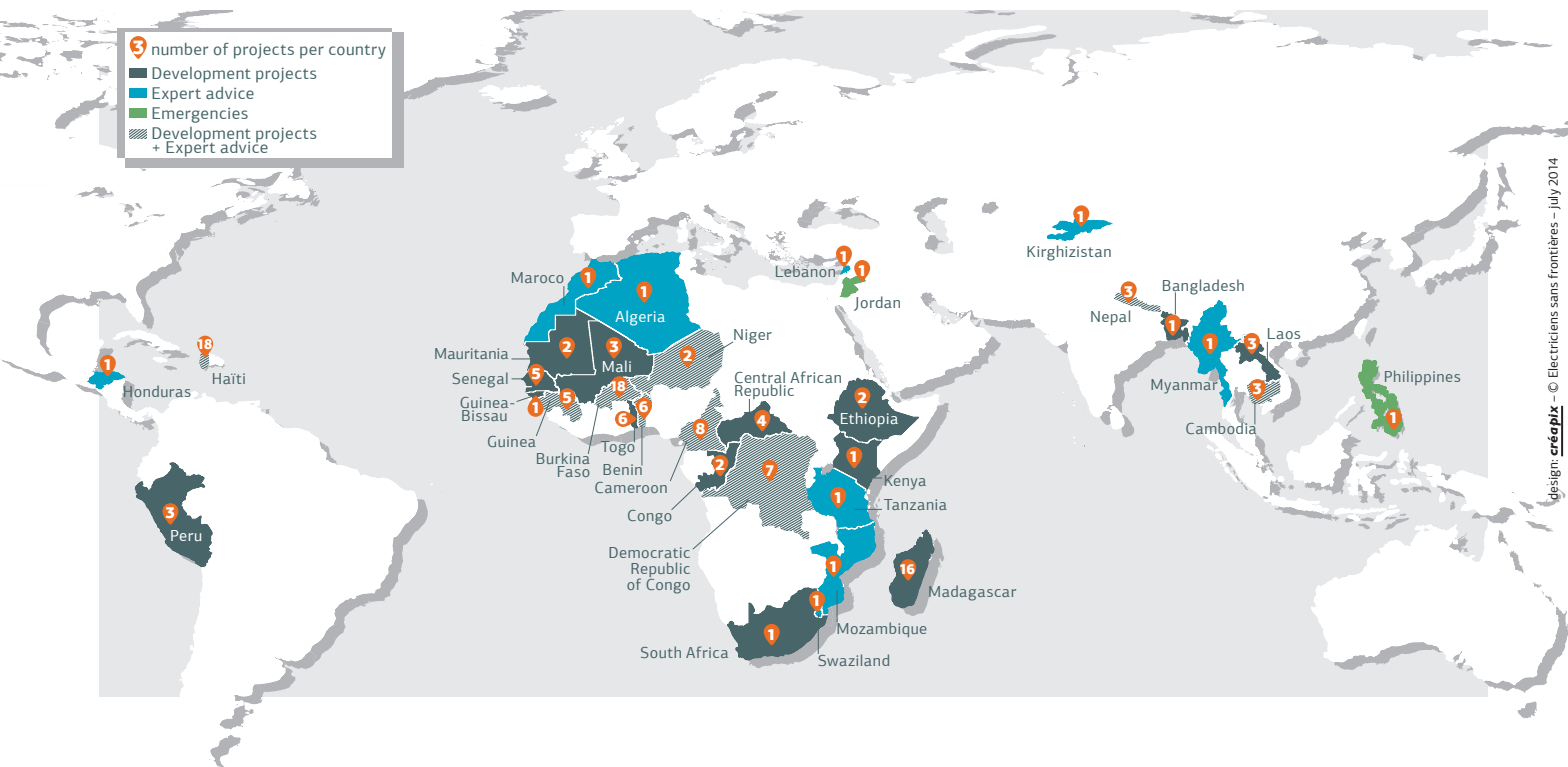 3 number of projects per country
Development projects
Expert advice
Emergencies
Development projects
+ Expert advice
1
Kirghizistan
1
Lebanon
1
Jordan
Maroco
1
1
Algeria
3
Nepal
Bangladesh
1
1
Myanmar
3
Laos
3
Cambodia
Philippines
1
18
Haïti
1
Honduras
Mauritania
2
3
Mali
Niger
2
Senegal
5
Guinea-
Bissau
1
5
Guinea
18
Burkina
Faso
6
Togo
6
Benin
8
Cameroon
Central African
Republic
4
2
Ethiopia
2
Congo
7
Democratic
Republic
of Congo
1
Kenya
1
Tanzania
3
Peru
1
Mozambique
16
Madagascar
1
Swaziland
1
South Africa
design: créapix – © Electriciens sans frontières – july 2014